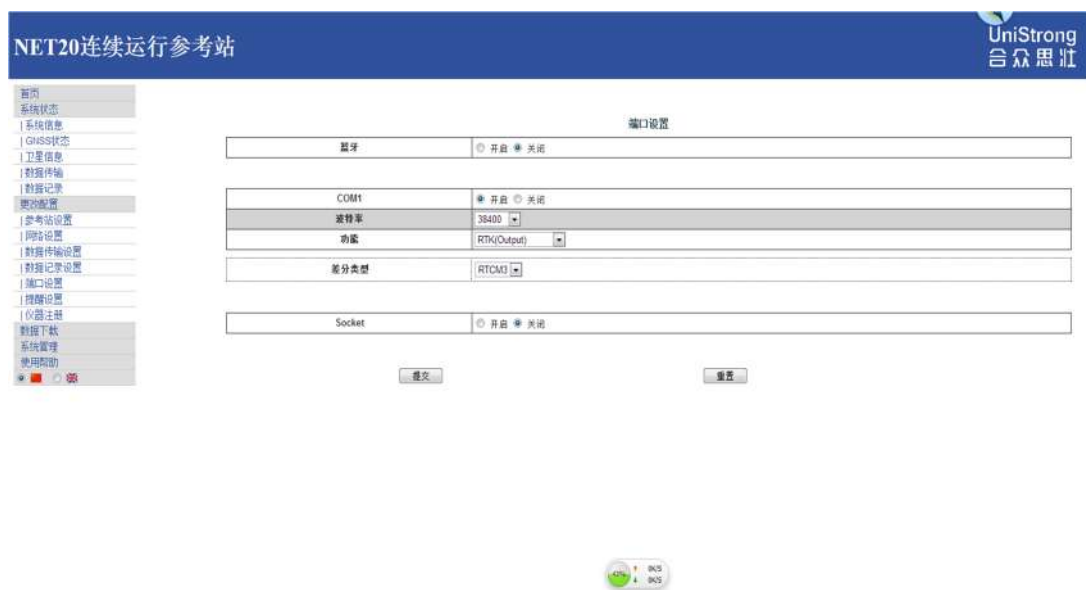 NET20连续运行参考站
UniStrong
合众思壮
首页
系统状态
|系统信息
|GNSS状态
|卫星信息
|数据传输
|数据记录
更改配置
|参考站设置
|网络设置
|数据传输设置
|数据记录设置
|端口设置
|提醒设置
|仪器注册
数据下载
系统管理
使用帮助
端口设置
蓝牙 开启 关闭
COM1 开启 关闭
波特率 38400
功能 RTK(Output)
差分类型 RTCM3
Socket 开启 关闭
提交 重置
0K/S
0K/S